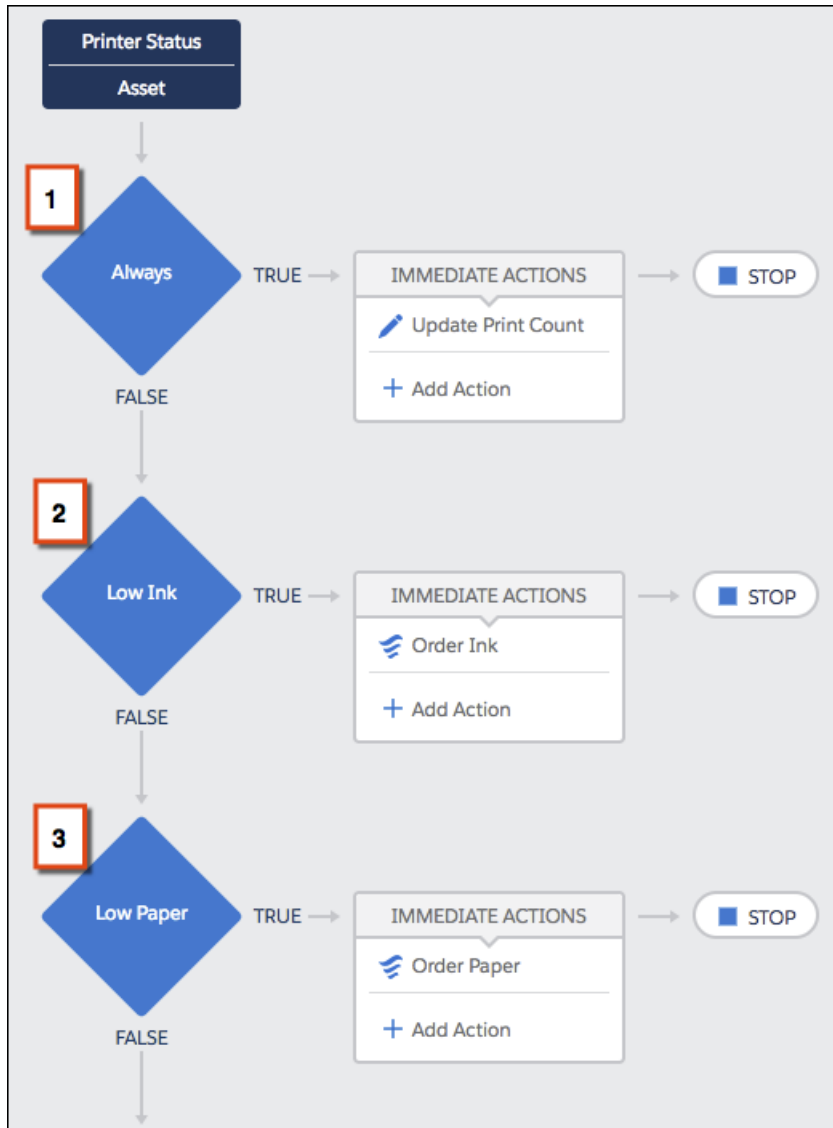 Printer Status
Asset
1
Always
TRUE
IMMEDIATE ACTIONS
STOP
Update Print Count
+ Add Action
FALSE
2
Low Ink
TRUE
IMMEDIATE ACTIONS
STOP
Order Ink
+ Add Action
FALSE
3
Low Paper
TRUE
IMMEDIATE ACTIONS
STOP
Order Paper
+ Add Action
FALSE